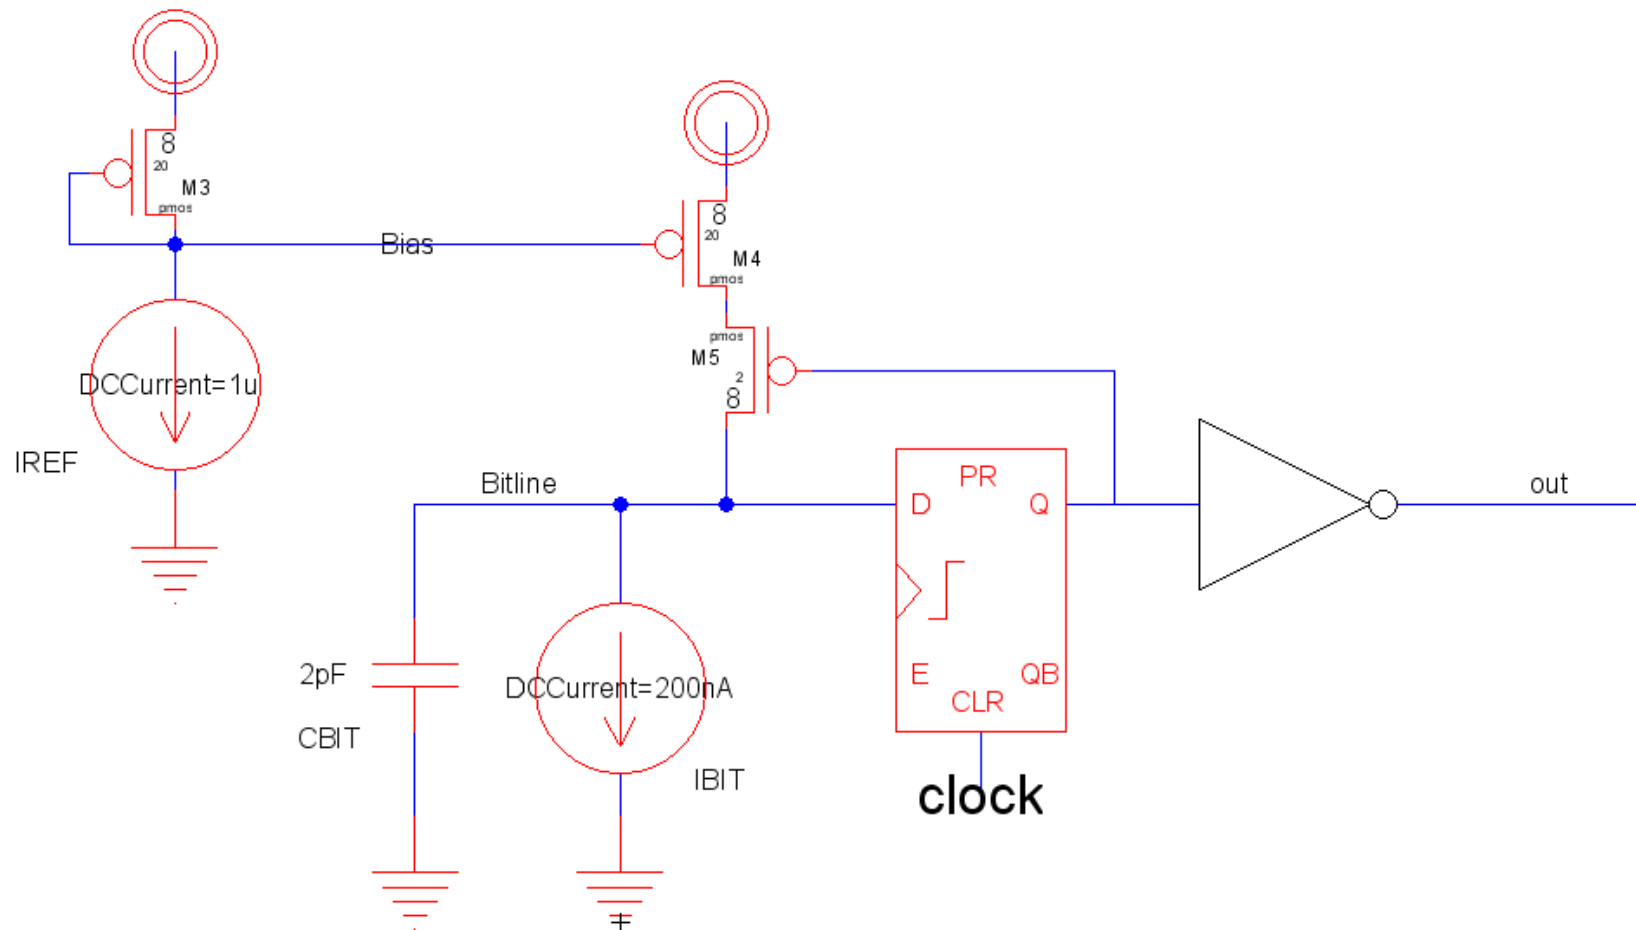 8
20
M3
pmos
Bias
8
20
M4
pmos
pmos
M5
2
8
DCCurrent=1u
IREF
Bitline
D
PR
Q
out
E
QB
CLR
2pF
DCCurrent=200nA
CBIT
IBIT
clock